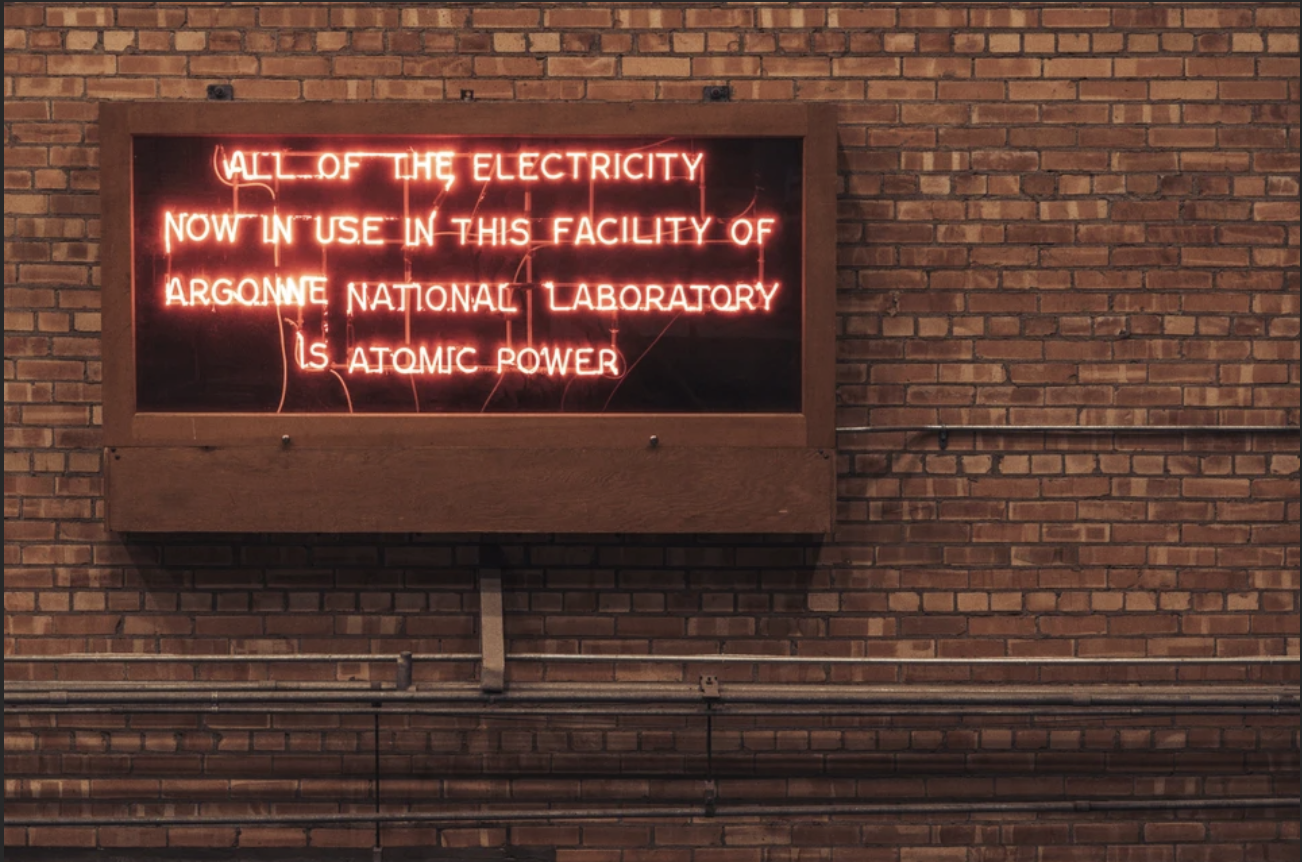 ALL OF THE ELECTRICITY
NOW IN USE IN THIS FACILITY OF
ARGONNE NATIONAL LABORATORY
IS ATOMIC POWER